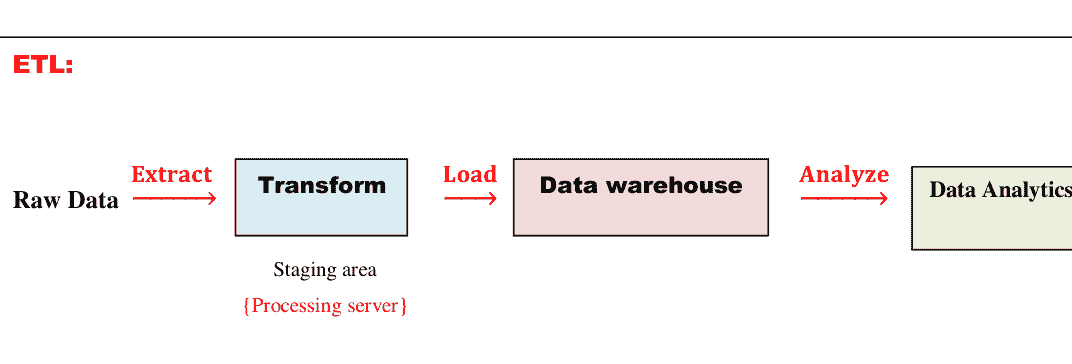 ETL:
Extract
Transform
Load
Data warehouse
Analyze
Data Analytics
Raw Data
Staging area
{Processing server}